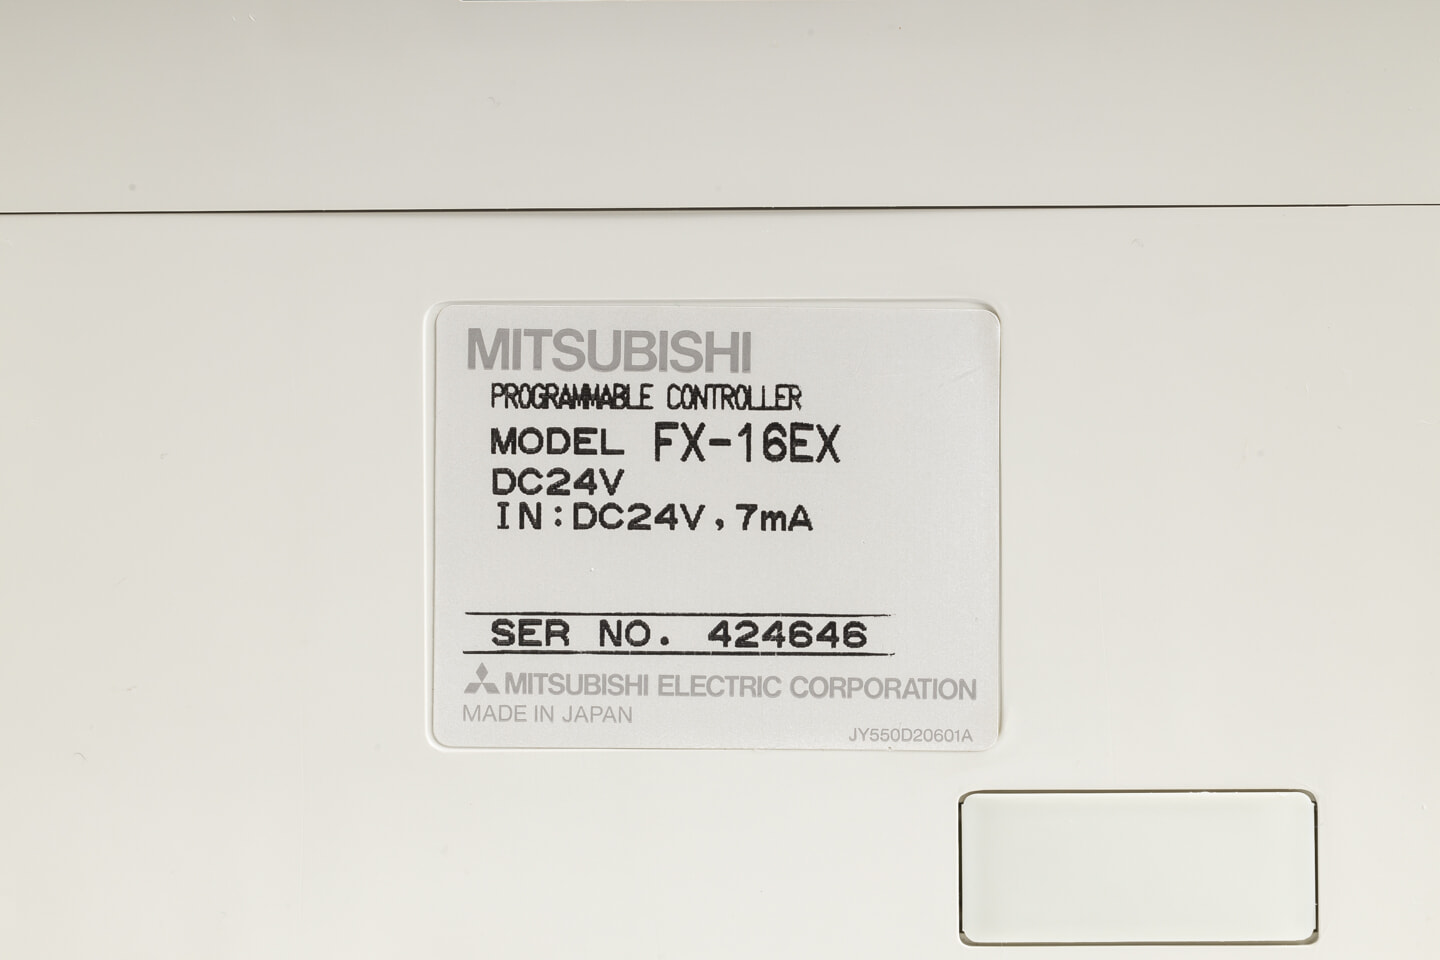 MITSUBISHI
PROGRAMMABLE CONTROLLER
MODEL FX-16EX
DC24V
IN:DC24V,7mA
SER NO. 424646
MITSUBISHI ELECTRIC CORPORATION
MADE IN JAPAN
JY550D20601A